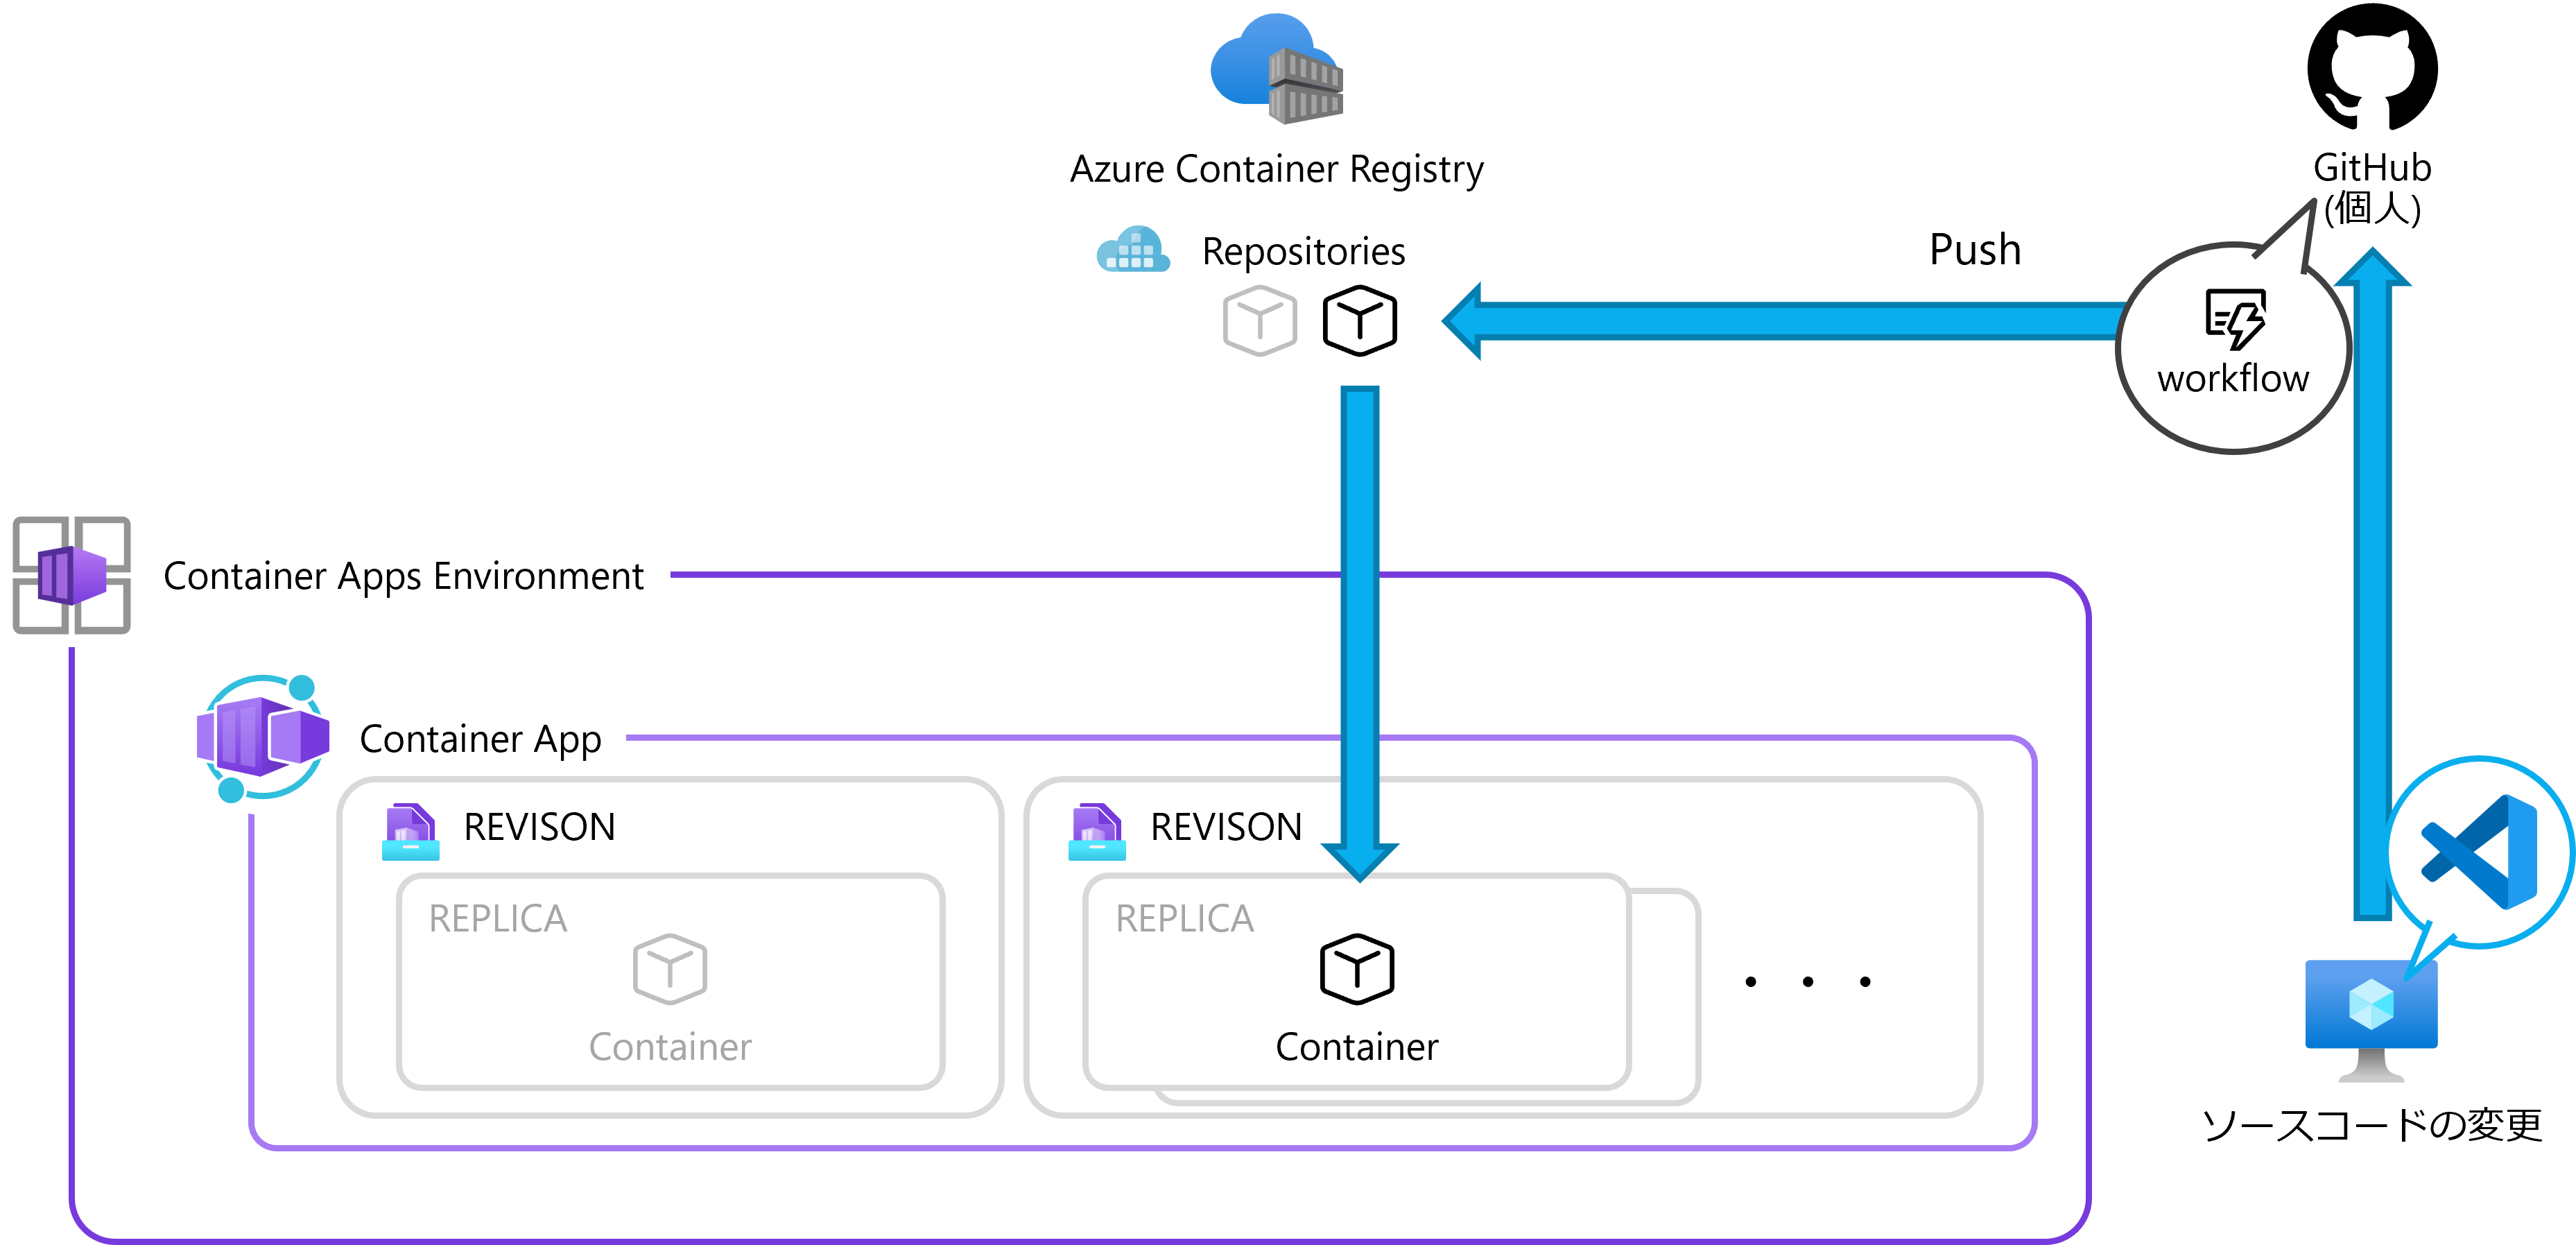 Azure Container Registry
GitHub
(個人)
Repositories
Push
workflow
Container Apps Environment
Container App
REVISON
REVISON
REPLICA
REPLICA
Container
Container
・・・
ソースコードの変更